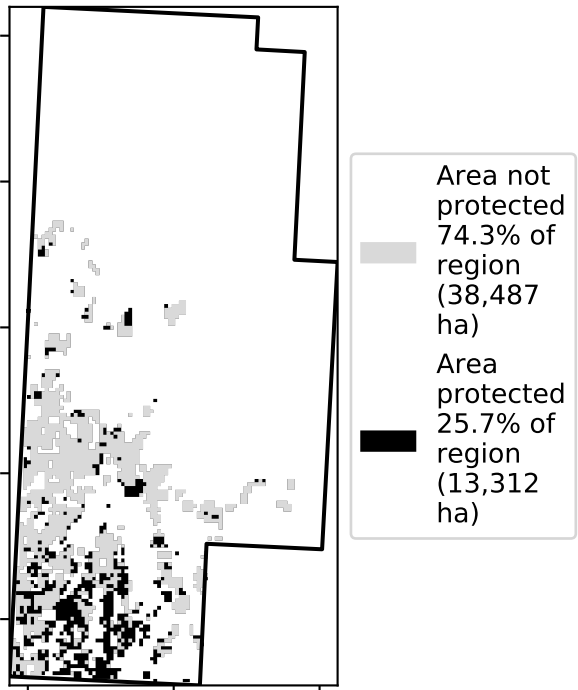 Area not
protected
74.3% of
region
(38,487
ha)
Area
protected
25.7% of
region
(13,312
ha)